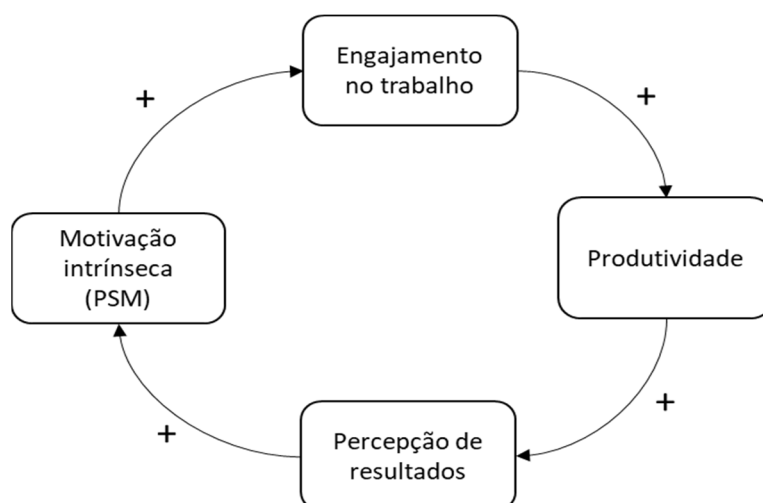 Engajamento
no trabalho
+
+
Motivação
intrínseca
(PSM)
Produtividade
+
+
Percepção de
resultados